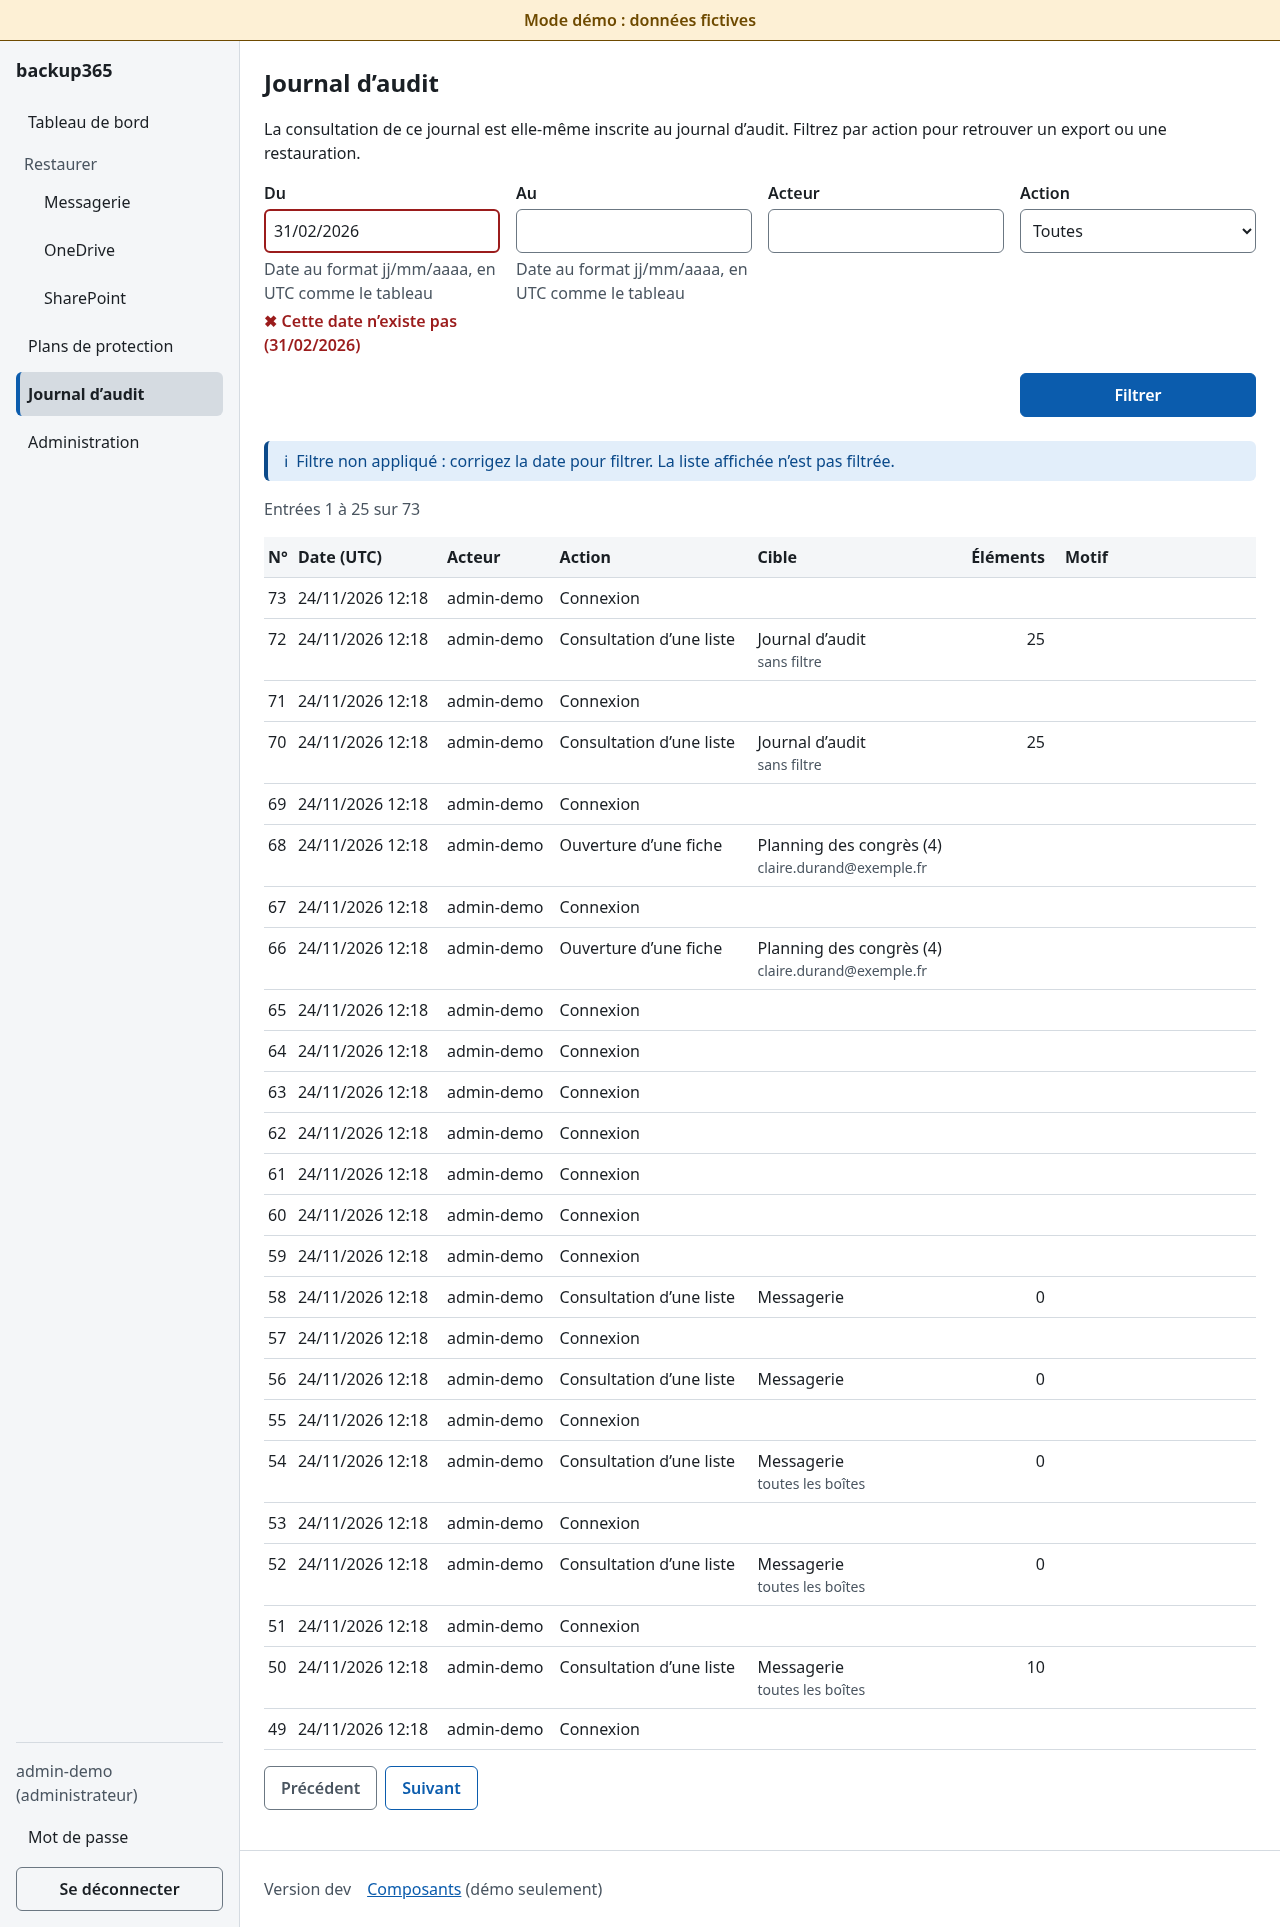 Mode démo : données fictives
backup365
Tableau de bord
Restaurer
Messagerie
OneDrive
SharePoint
Plans de protection
Journal d’audit
Administration
admin-demo
(administrateur)
Mot de passe
Se déconnecter
Journal d’audit
La consultation de ce journal est elle-même inscrite au journal d’audit. Filtrez par action pour retrouver un export ou une
restauration.
Du Au Acteur Action
31/02/2026 Toutes
Date au format jj/mm/aaaa, en Date au format jj/mm/aaaa, en
UTC comme le tableau UTC comme le tableau
✖ Cette date n’existe pas
(31/02/2026)
Filtrer
i Filtre non appliqué : corrigez la date pour filtrer. La liste affichée n’est pas filtrée.
Entrées 1 à 25 sur 73
N° Date (UTC) Acteur Action Cible Éléments Motif
73 24/11/2026 12:18 admin-demo Connexion
72 24/11/2026 12:18 admin-demo Consultation d’une liste Journal d’audit 25
sans filtre
71 24/11/2026 12:18 admin-demo Connexion
70 24/11/2026 12:18 admin-demo Consultation d’une liste Journal d’audit 25
sans filtre
69 24/11/2026 12:18 admin-demo Connexion
68 24/11/2026 12:18 admin-demo Ouverture d’une fiche Planning des congrès (4)
claire.durand@exemple.fr
67 24/11/2026 12:18 admin-demo Connexion
66 24/11/2026 12:18 admin-demo Ouverture d’une fiche Planning des congrès (4)
claire.durand@exemple.fr
65 24/11/2026 12:18 admin-demo Connexion
64 24/11/2026 12:18 admin-demo Connexion
63 24/11/2026 12:18 admin-demo Connexion
62 24/11/2026 12:18 admin-demo Connexion
61 24/11/2026 12:18 admin-demo Connexion
60 24/11/2026 12:18 admin-demo Connexion
59 24/11/2026 12:18 admin-demo Connexion
58 24/11/2026 12:18 admin-demo Consultation d’une liste Messagerie 0
57 24/11/2026 12:18 admin-demo Connexion
56 24/11/2026 12:18 admin-demo Consultation d’une liste Messagerie 0
55 24/11/2026 12:18 admin-demo Connexion
54 24/11/2026 12:18 admin-demo Consultation d’une liste Messagerie 0
toutes les boîtes
53 24/11/2026 12:18 admin-demo Connexion
52 24/11/2026 12:18 admin-demo Consultation d’une liste Messagerie 0
toutes les boîtes
51 24/11/2026 12:18 admin-demo Connexion
50 24/11/2026 12:18 admin-demo Consultation d’une liste Messagerie 10
toutes les boîtes
49 24/11/2026 12:18 admin-demo Connexion
Précédent Suivant
Version dev Composants (démo seulement)